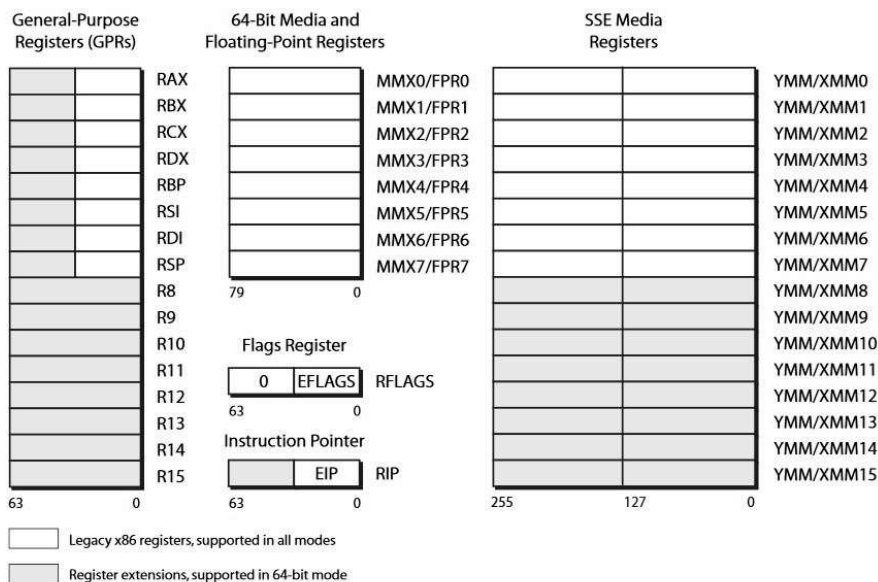 General-Purpose
Registers (GPRs)
64-Bit Media and
Floating-Point Registers
SSE Media
Registers
RAX
RBX
RCX
RDX
RBP
RSI
RDI
RSP
R8
R9
R10
R11
R12
R13
R14
R15
63 0
MMX0/FPR0
MMX1/FPR1
MMX2/FPR2
MMX3/FPR3
MMX4/FPR4
MMX5/FPR5
MMX6/FPR6
MMX7/FPR7
79 0
Flags Register
0 EFLAGS RFLAGS
63 0
Instruction Pointer
EIP RIP
63 0
YMM/XMM0
YMM/XMM1
YMM/XMM2
YMM/XMM3
YMM/XMM4
YMM/XMM5
YMM/XMM6
YMM/XMM7
YMM/XMM8
YMM/XMM9
YMM/XMM10
YMM/XMM11
YMM/XMM12
YMM/XMM13
YMM/XMM14
YMM/XMM15
255 127 0
Legacy x86 registers, supported in all modes
Register extensions, supported in 64-bit mode